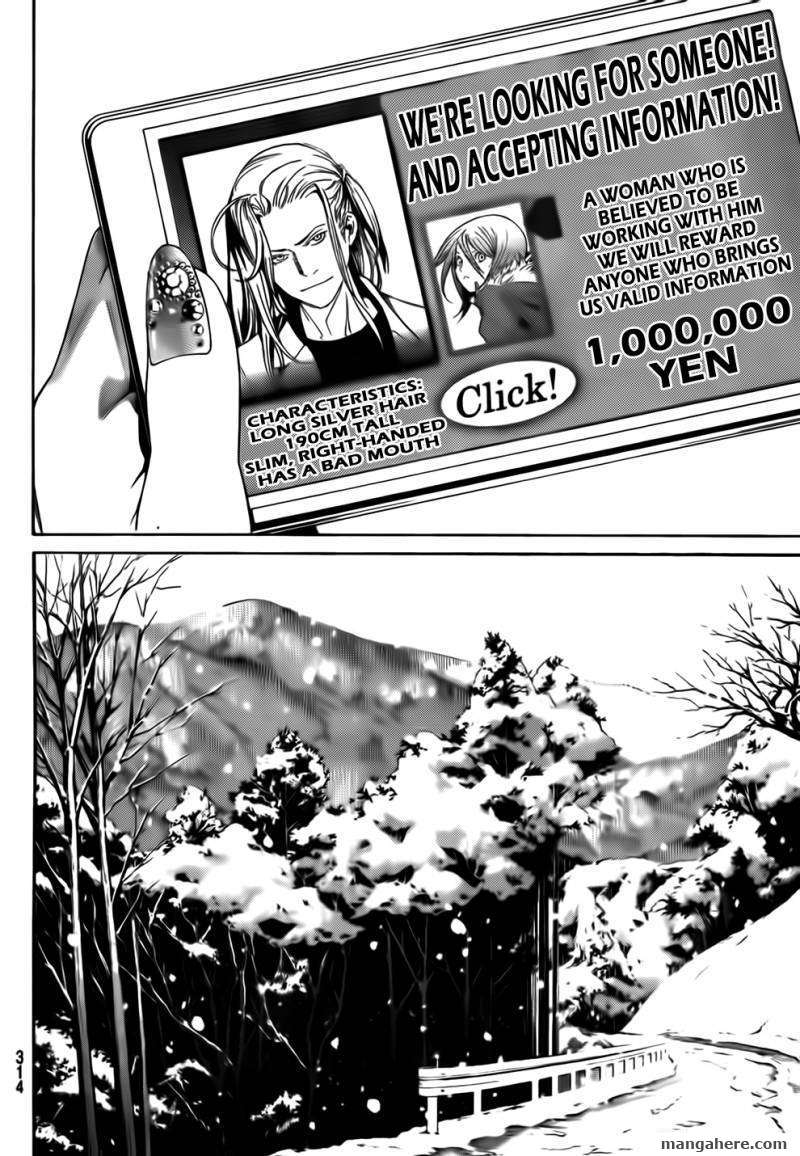 WE'RE LOOKING FOR SOMEONE!
AND ACCEPTING INFORMATION!
A WOMAN WHO IS
BELIEVED TO BE
WORKING WITH HIM
WE WILL REWARD
ANYONE WHO BRINGS
US VALID INFORMATION
1,000,000
YEN
Click!
CHARACTERISTICS:
LONG SILVER HAIR
190CM TALL
SLIM, RIGHT-HANDED
HAS A BAD MOUTH
314
mangahere.com